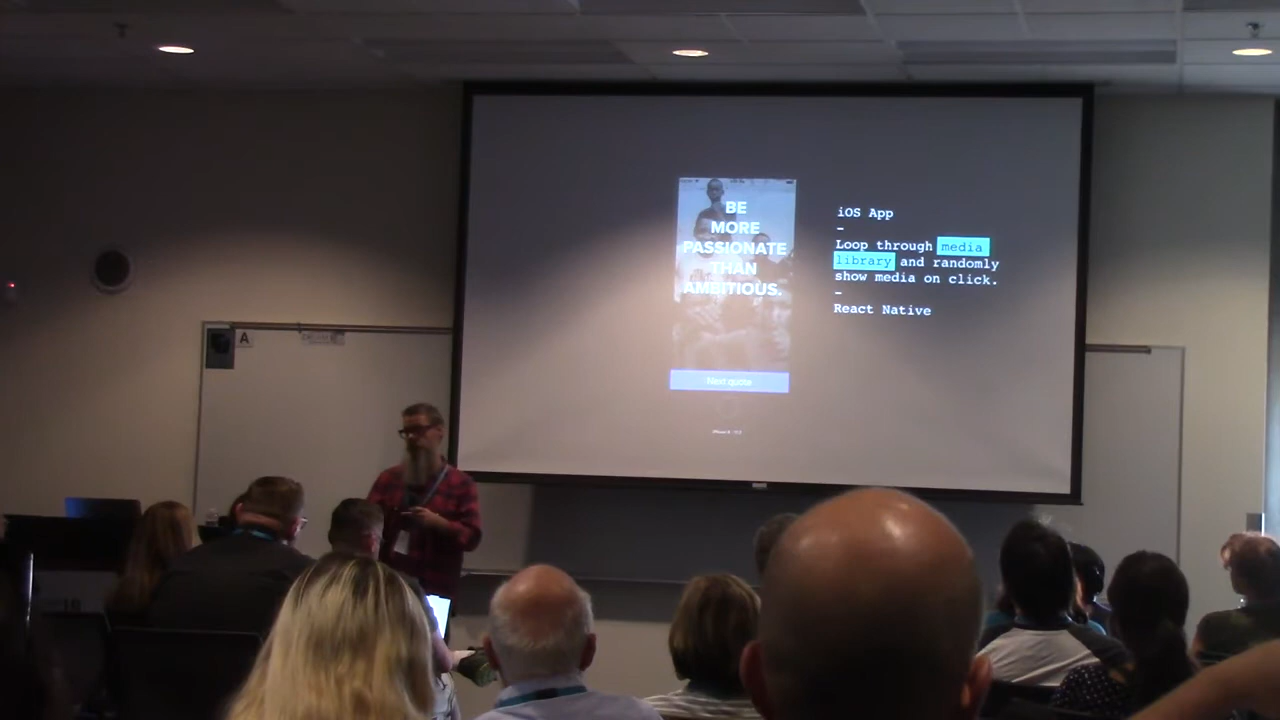 BE
MORE
PASSIONATE
THAN
AMBITIOUS.
Next quote
iOS App
–
Loop through media
library and randomly
show media on click.
–
React Native
A